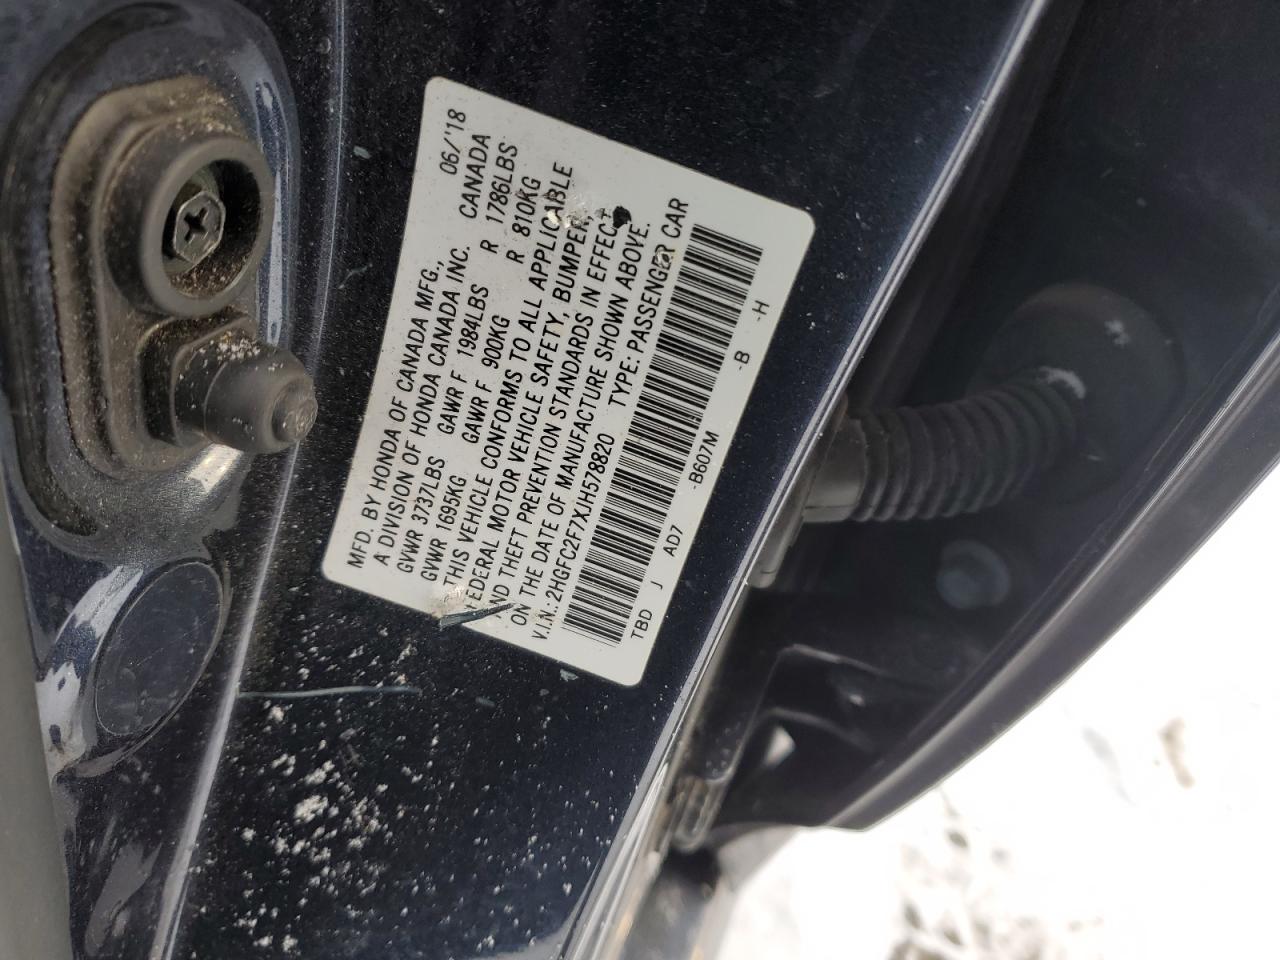 MFD. BY HONDA OF CANADA MFG., 06/'18
A DIVISION OF HONDA CANADA INC. CANADA
GVWR 3737LBS GAWR F 1984LBS R 1786LBS
GVWR 1695KG GAWR F 900KG R 810KG
THIS VEHICLE CONFORMS TO ALL APPLICABLE
FEDERAL MOTOR VEHICLE SAFETY, BUMPER,
AND THEFT PREVENTION STANDARDS IN EFFECT
ON THE DATE OF MANUFACTURE SHOWN ABOVE.
V.I.N.: 2HGFC2F7XJH578820 TYPE: PASSENGER CAR
TBD J AD7 -B607M -B -H